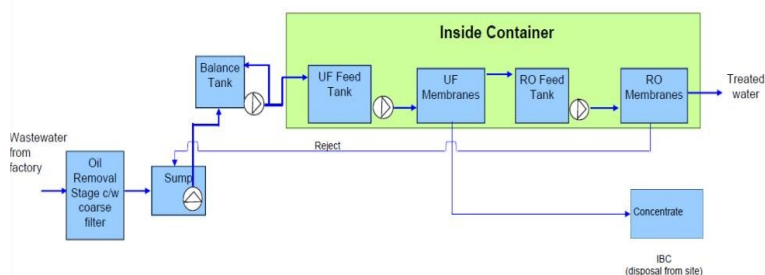 Inside Container
Balance
Tank
UF Feed
Tank
UF
Membranes
RO Feed
Tank
RO
Membranes
Treated
water
Wastewater
from
factory
Oil
Removal
Stage c/w
coarse
filter
Sump
Reject
Concentrate
IBC
(disposal from site)